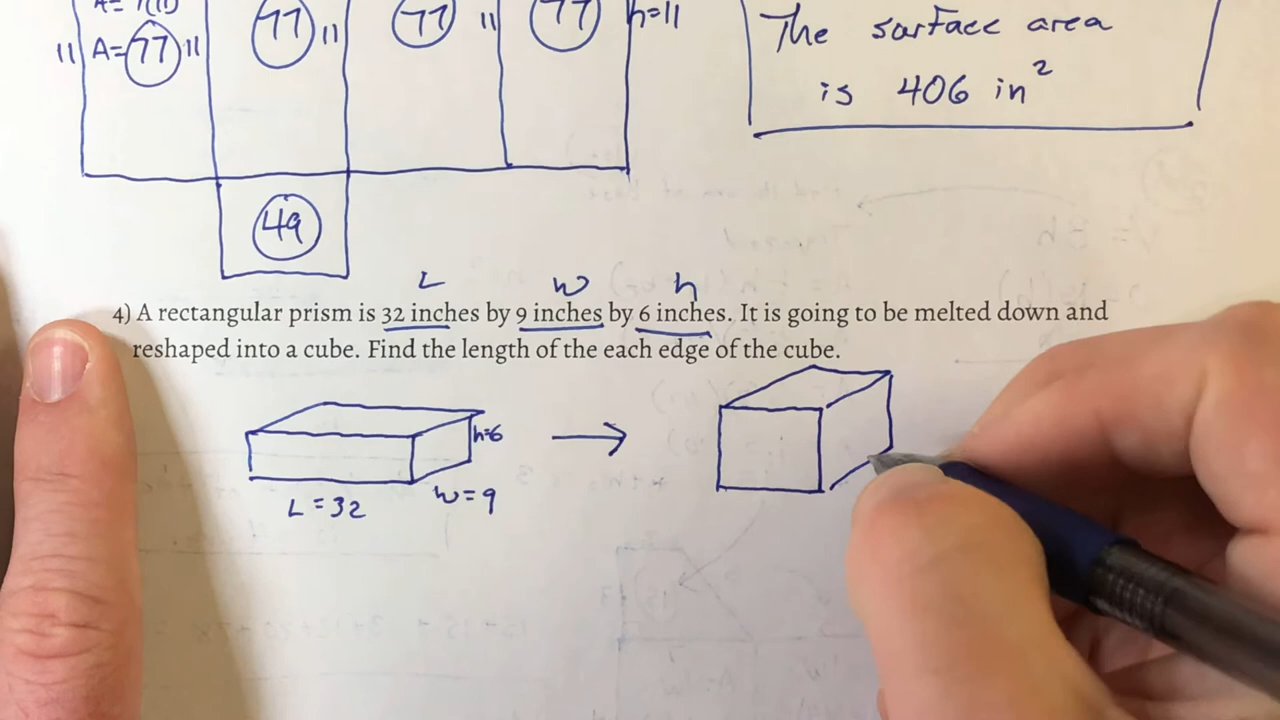 11 A=77 11
77 11
77 11
77 h=11
49
The surface area
is 406 in²
L w h
4) A rectangular prism is 32 inches by 9 inches by 6 inches. It is going to be melted down and
reshaped into a cube. Find the length of the each edge of the cube.
h=6
L=32
w=9